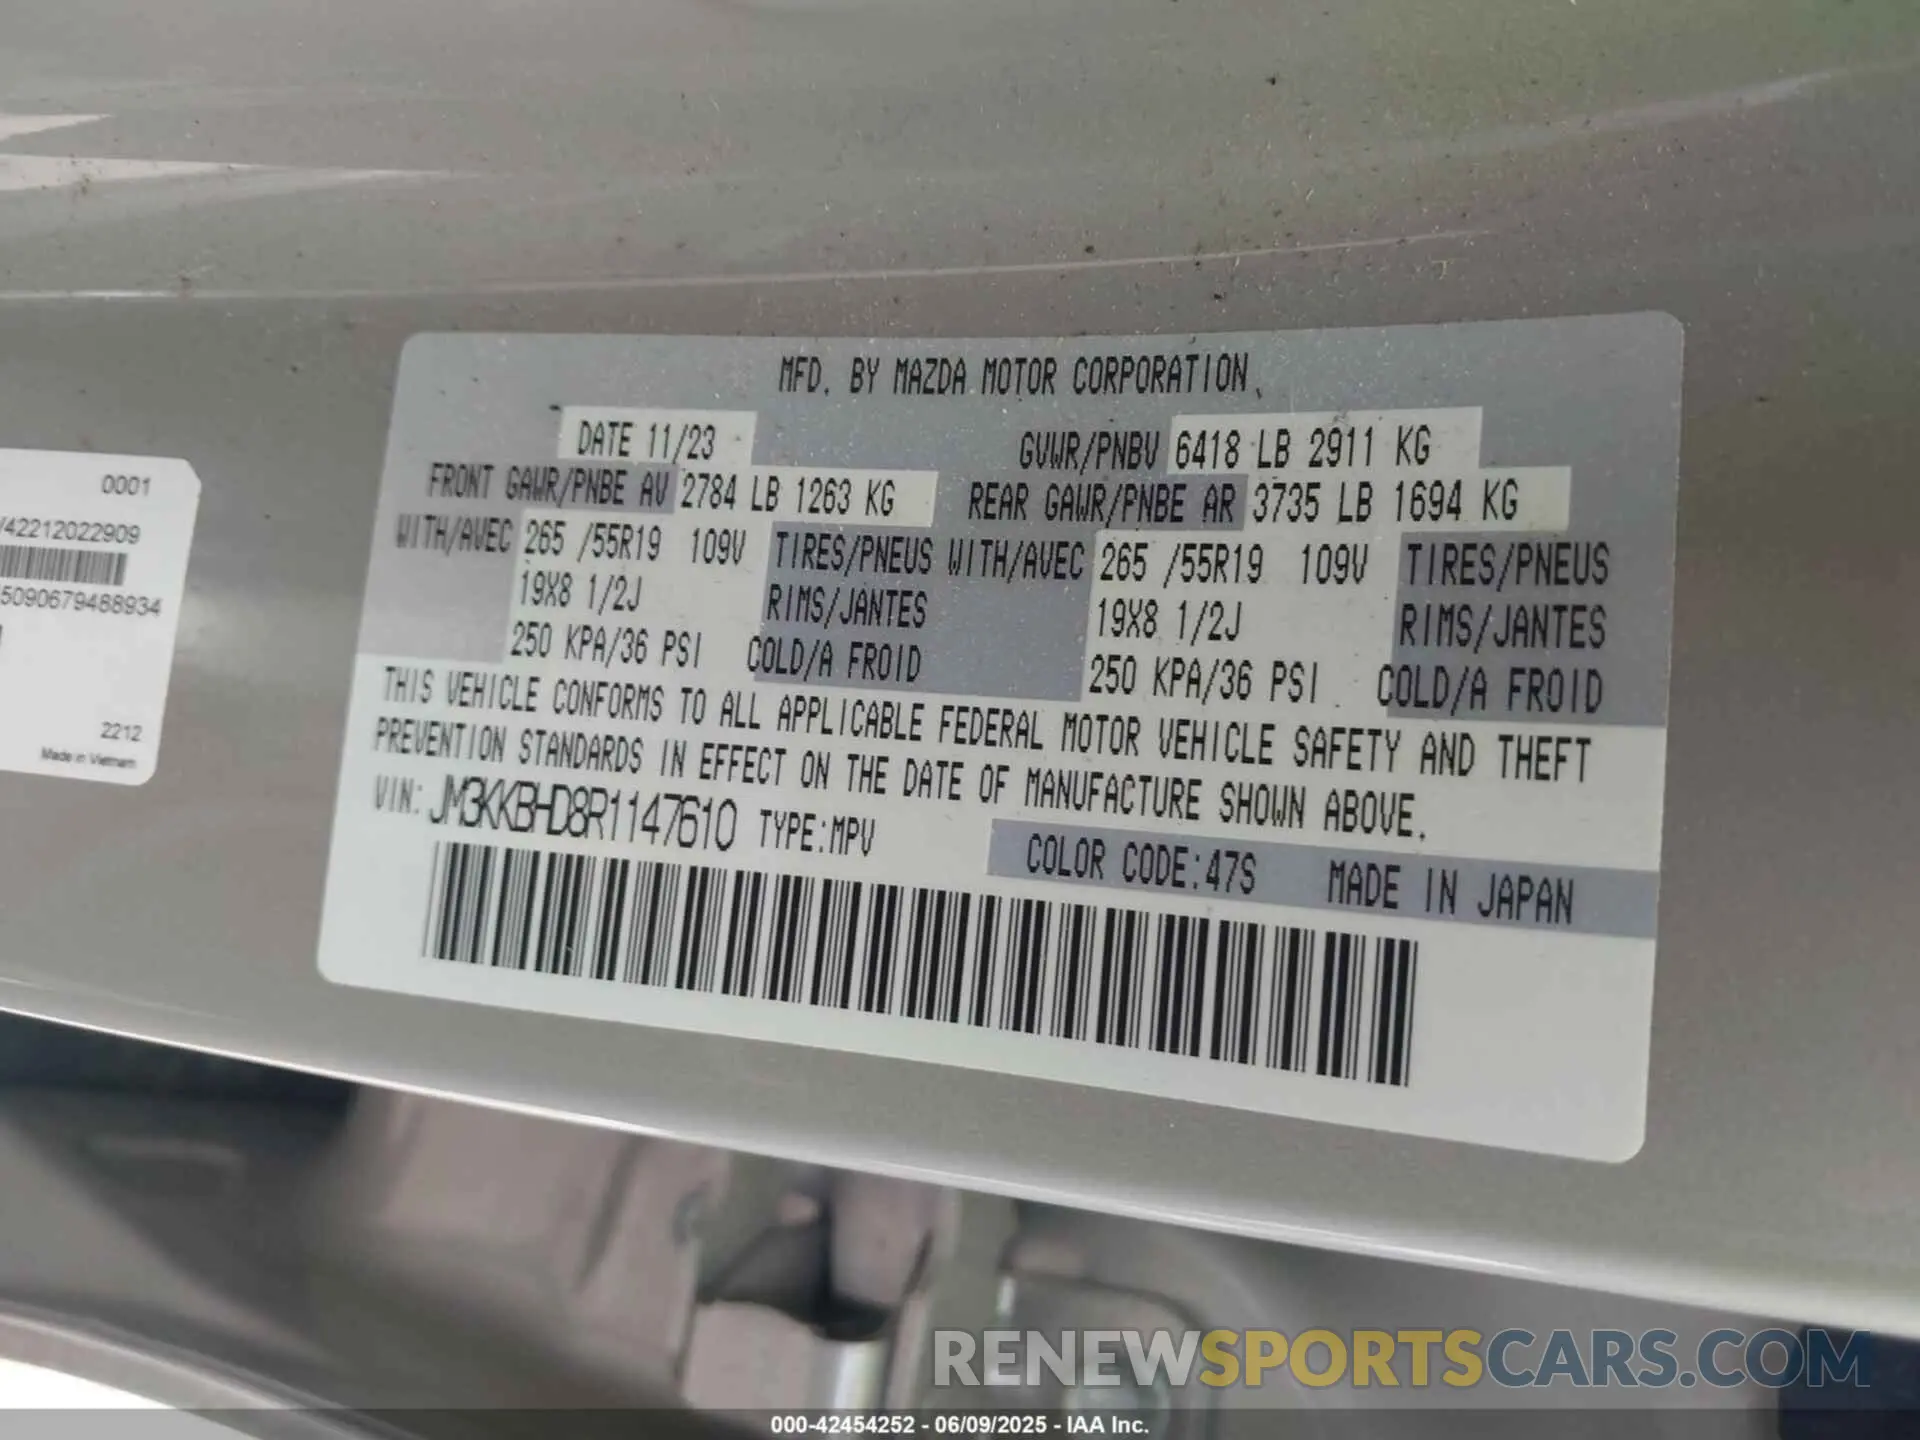 0001
/42212022909
5090679488934
2212
Made in Vietnam
MFD. BY MAZDA MOTOR CORPORATION.
DATE 11/23 GVWR/PNBV 6418 LB 2911 KG
FRONT GAWR/PNBE AV 2784 LB 1263 KG REAR GAWR/PNBE AR 3735 LB 1694 KG
WITH/AVEC 265 /55R19 109V TIRES/PNEUS WITH/AVEC 265 /55R19 109V TIRES/PNEUS
19X8 1/2J RIMS/JANTES 19X8 1/2J RIMS/JANTES
250 KPA/36 PSI COLD/A FROID 250 KPA/36 PSI COLD/A FROID
THIS VEHICLE CONFORMS TO ALL APPLICABLE FEDERAL MOTOR VEHICLE SAFETY AND THEFT
PREVENTION STANDARDS IN EFFECT ON THE DATE OF MANUFACTURE SHOWN ABOVE.
VIN: JM3KKBHD8R1147610 TYPE:MPV
COLOR CODE:47S MADE IN JAPAN
RENEWSPORTSCARS.COM
000-42454252 - 06/09/2025 - IAA Inc.